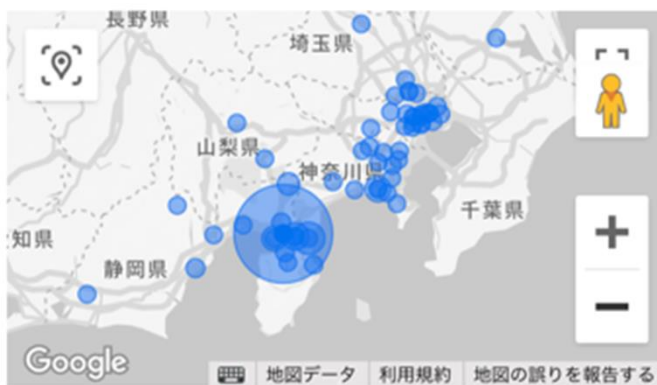 長野県
埼玉県
山梨県
神奈川県
千葉県
知県
静岡県
Google
地図データ 利用規約 地図の誤りを報告する